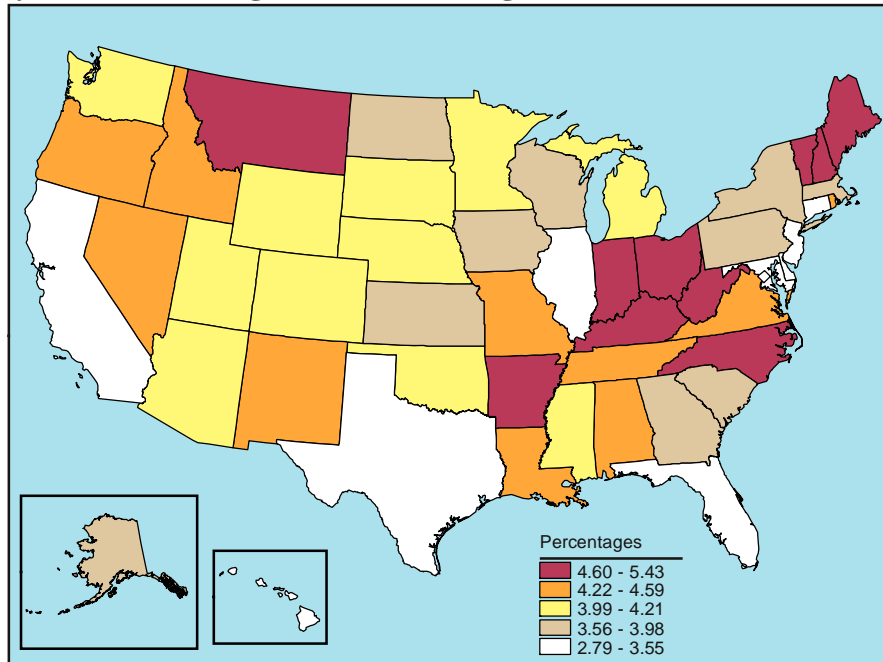 Percentages
4.60 - 5.43
4.22 - 4.59
3.99 - 4.21
3.56 - 3.98
2.79 - 3.55